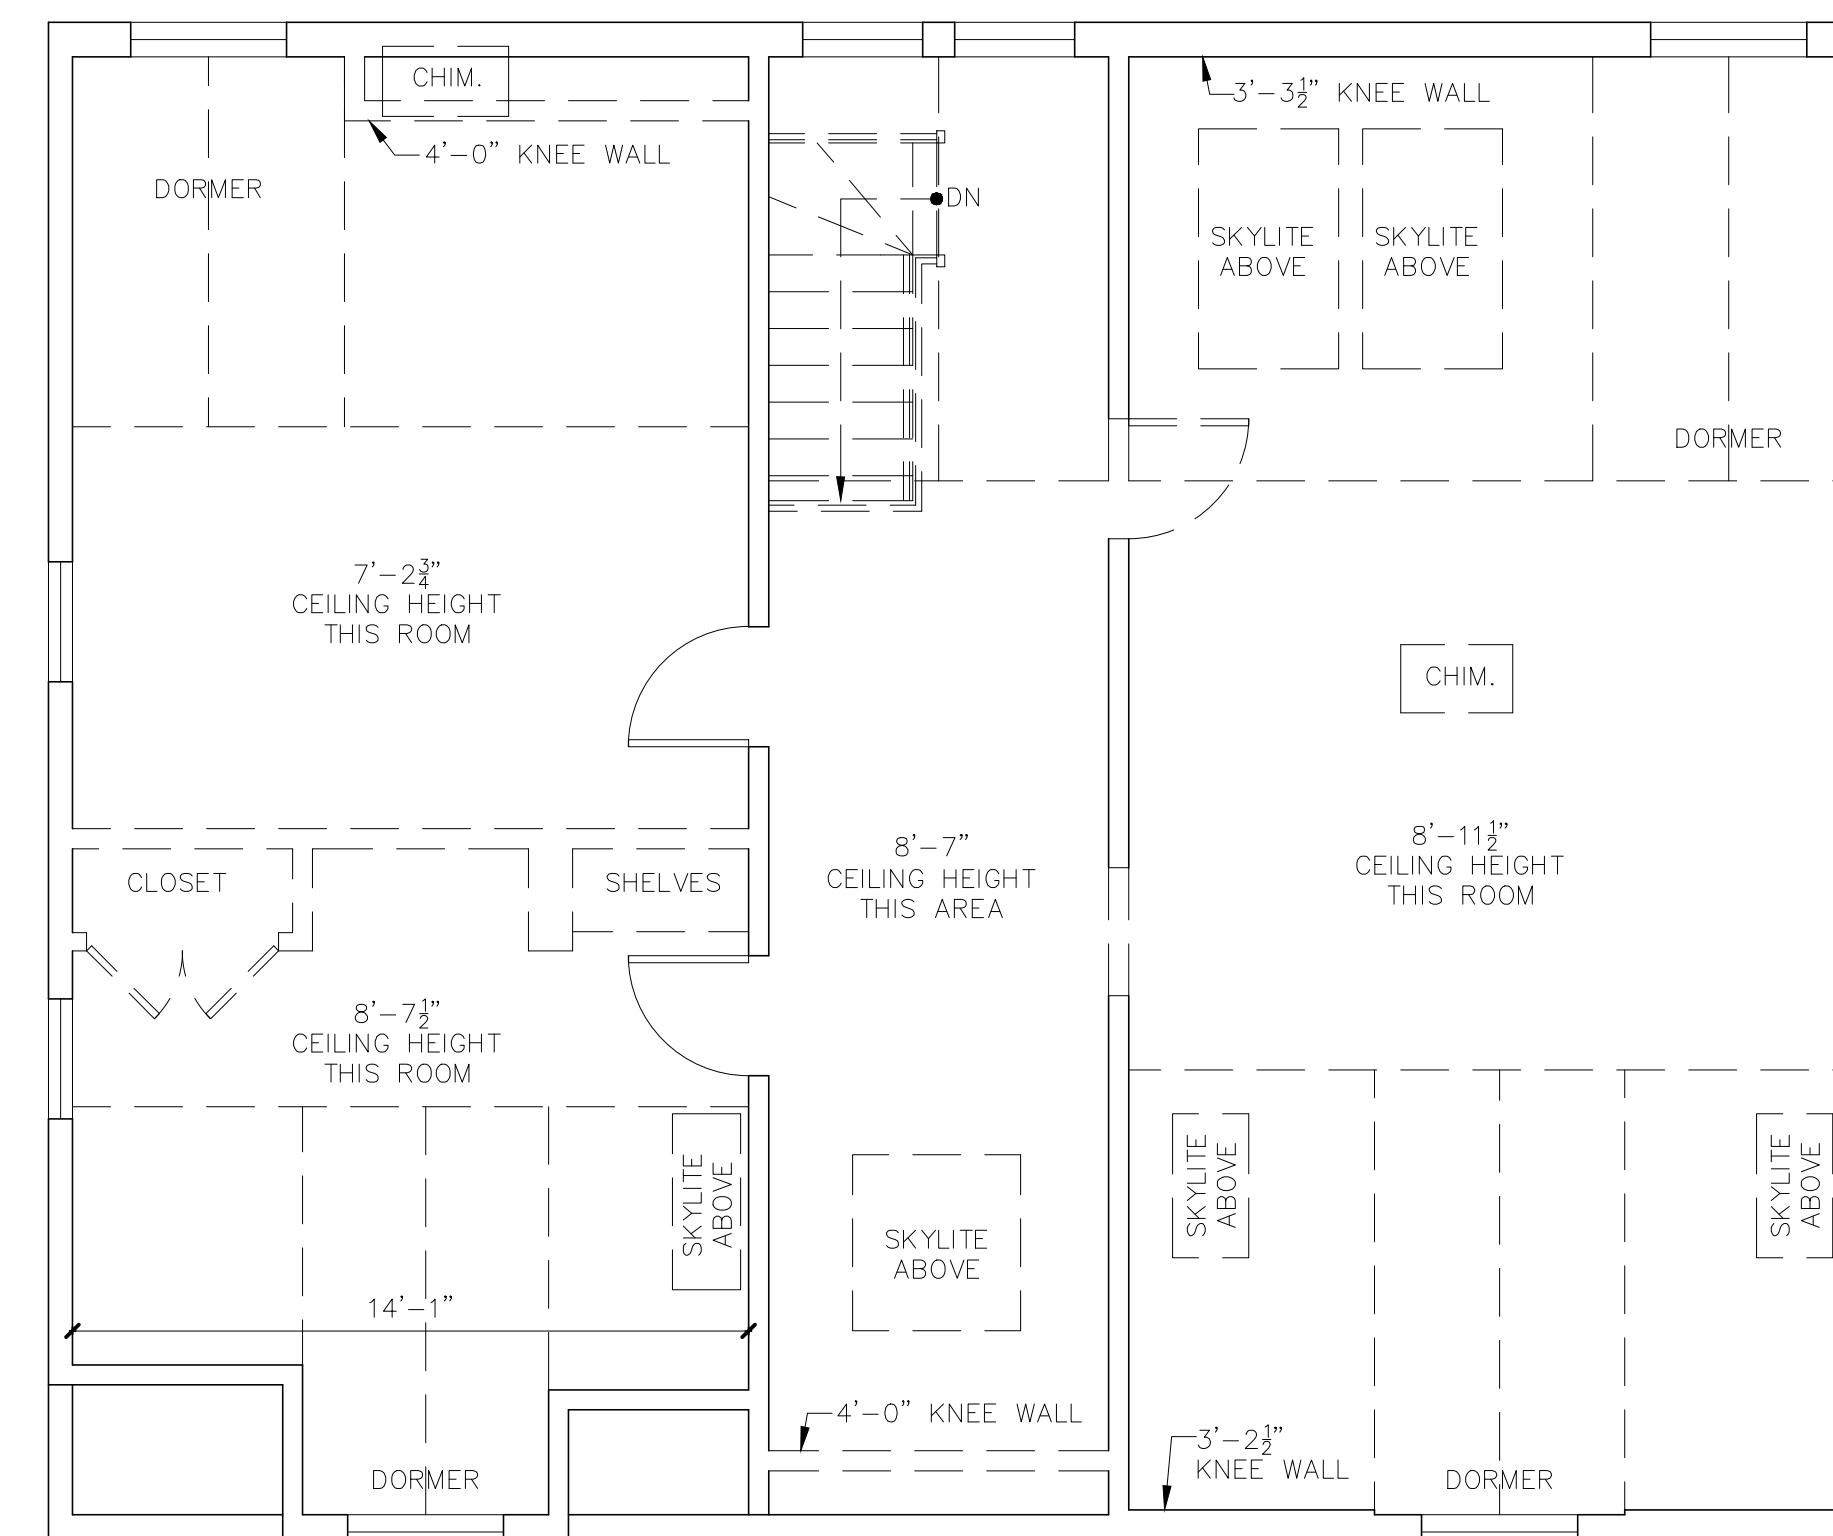 CHIM.
3'-3½" KNEE WALL
4'-0" KNEE WALL
DORMER
DN
SKYLITE
ABOVE
SKYLITE
ABOVE
DORMER
7'-2¾"
CEILING HEIGHT
THIS ROOM
CHIM.
8'-7"
CEILING HEIGHT
THIS AREA
8'-11½"
CEILING HEIGHT
THIS ROOM
CLOSET
SHELVES
8'-7½"
CEILING HEIGHT
THIS ROOM
SKYLITE
ABOVE
SKYLITE
ABOVE
SKYLITE
ABOVE
SKYLITE
ABOVE
14'-1"
4'-0" KNEE WALL
3'-2½"
KNEE WALL
DORMER
DORMER